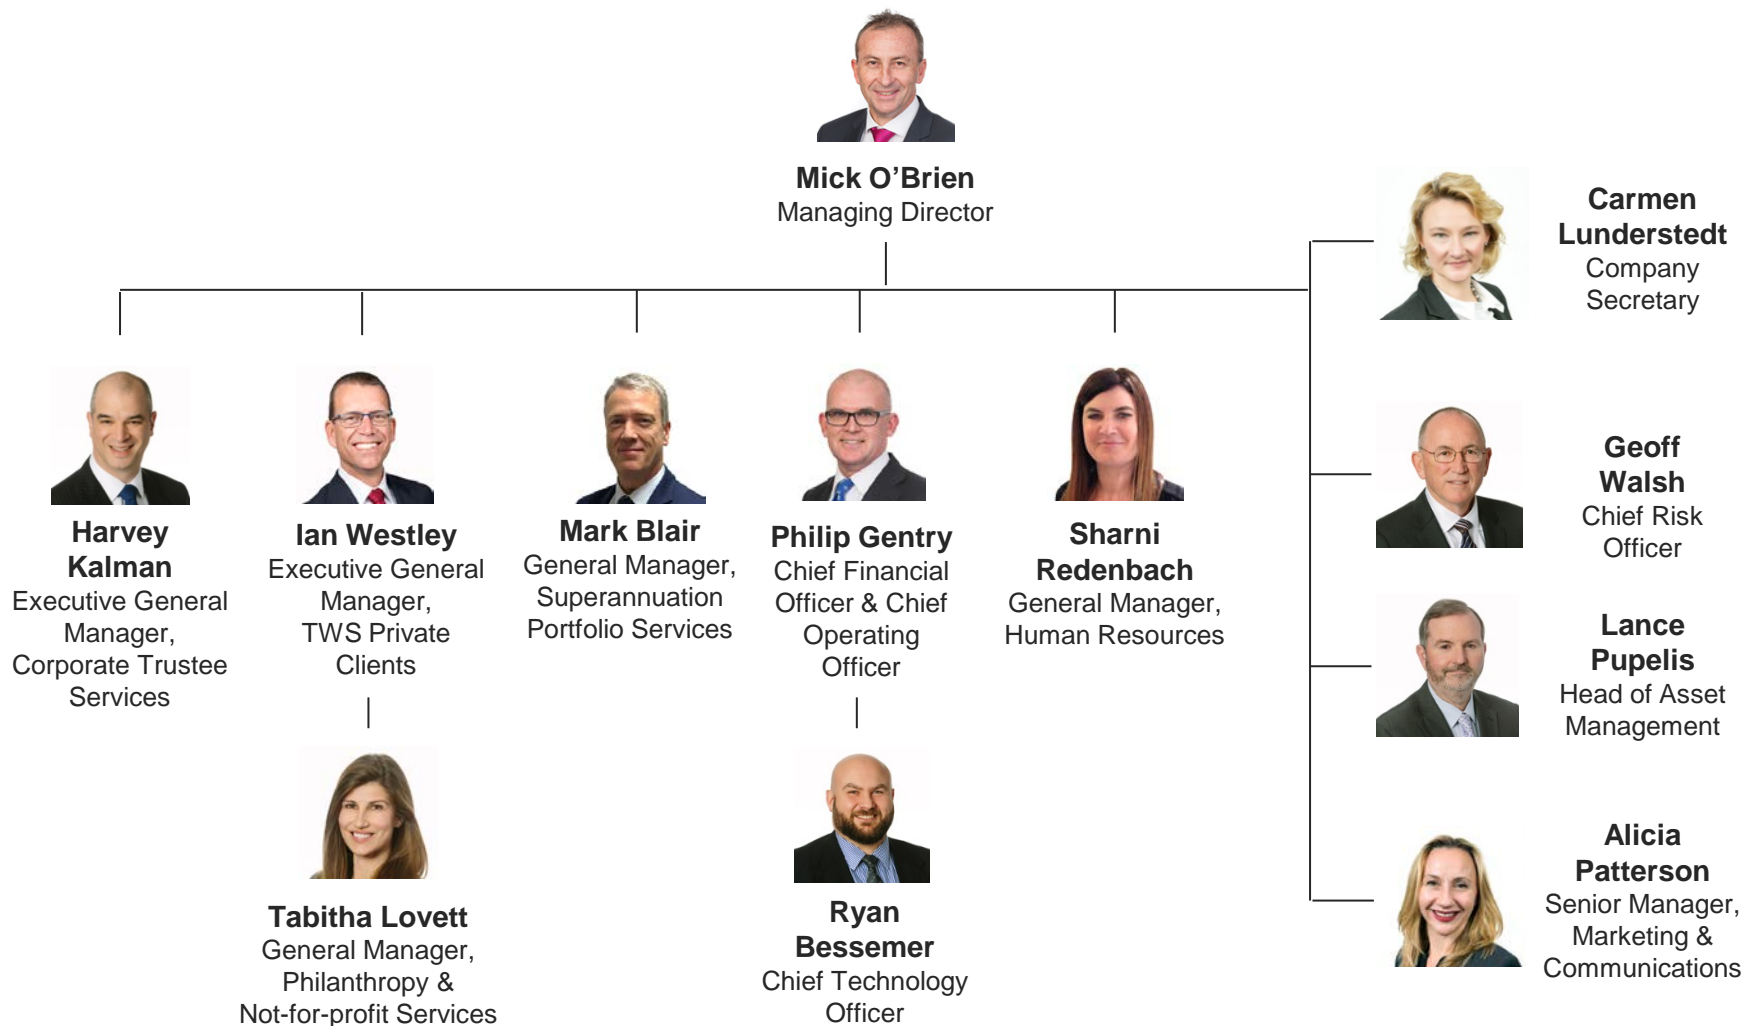 Mick O’Brien
Managing Director
Carmen
Lunderstedt
Company
Secretary
Harvey
Kalman
Executive General
Manager,
Corporate Trustee
Services
Ian Westley
Executive General
Manager,
TWS Private
Clients
Mark Blair
General Manager,
Superannuation
Portfolio Services
Philip Gentry
Chief Financial
Officer & Chief
Operating
Officer
Sharni
Redenbach
General Manager,
Human Resources
Geoff
Walsh
Chief Risk
Officer
Lance
Pupelis
Head of Asset
Management
Tabitha Lovett
General Manager,
Philanthropy &
Not-for-profit Services
Ryan
Bessemer
Chief Technology
Officer
Alicia
Patterson
Senior Manager,
Marketing &
Communications